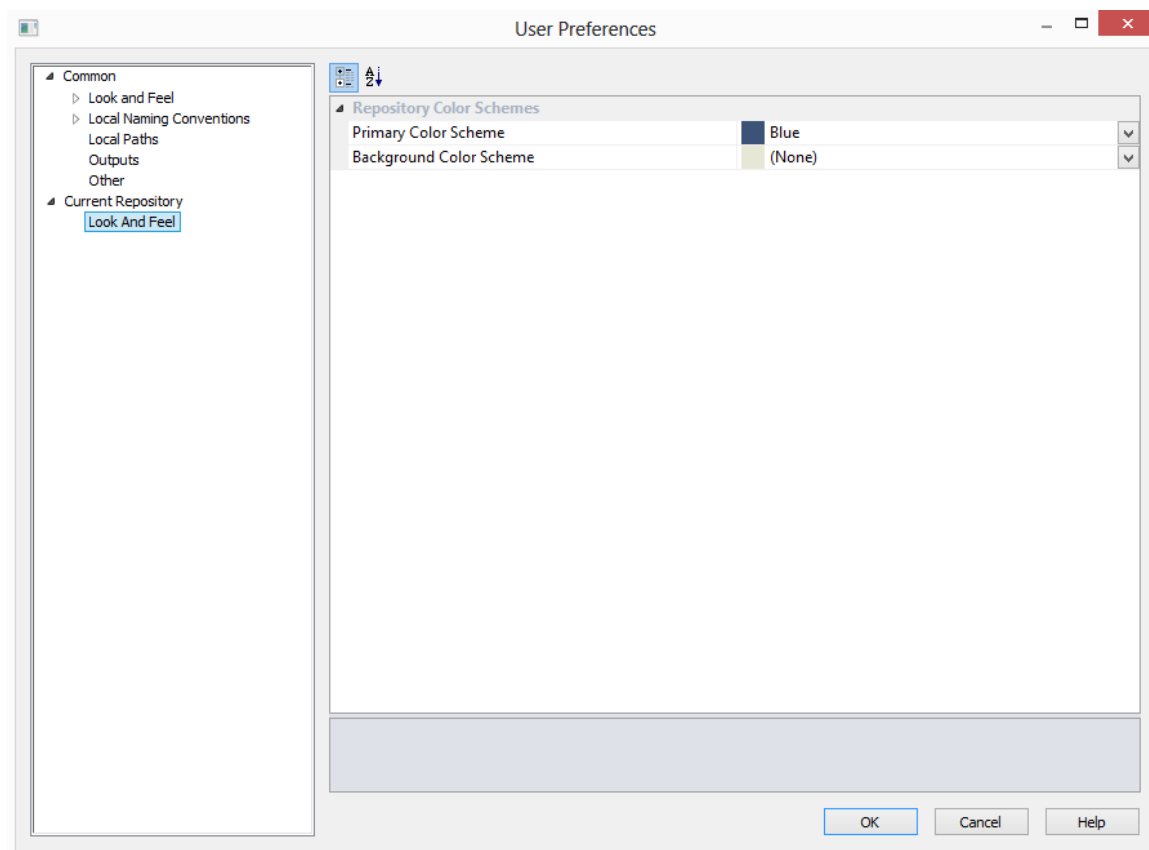 User Preferences
Common
Look and Feel
Local Naming Conventions
Local Paths
Outputs
Other
Current Repository
Look And Feel
A
Z
Repository Color Schemes
Primary Color Scheme Blue
Background Color Scheme (None)
OK Cancel Help